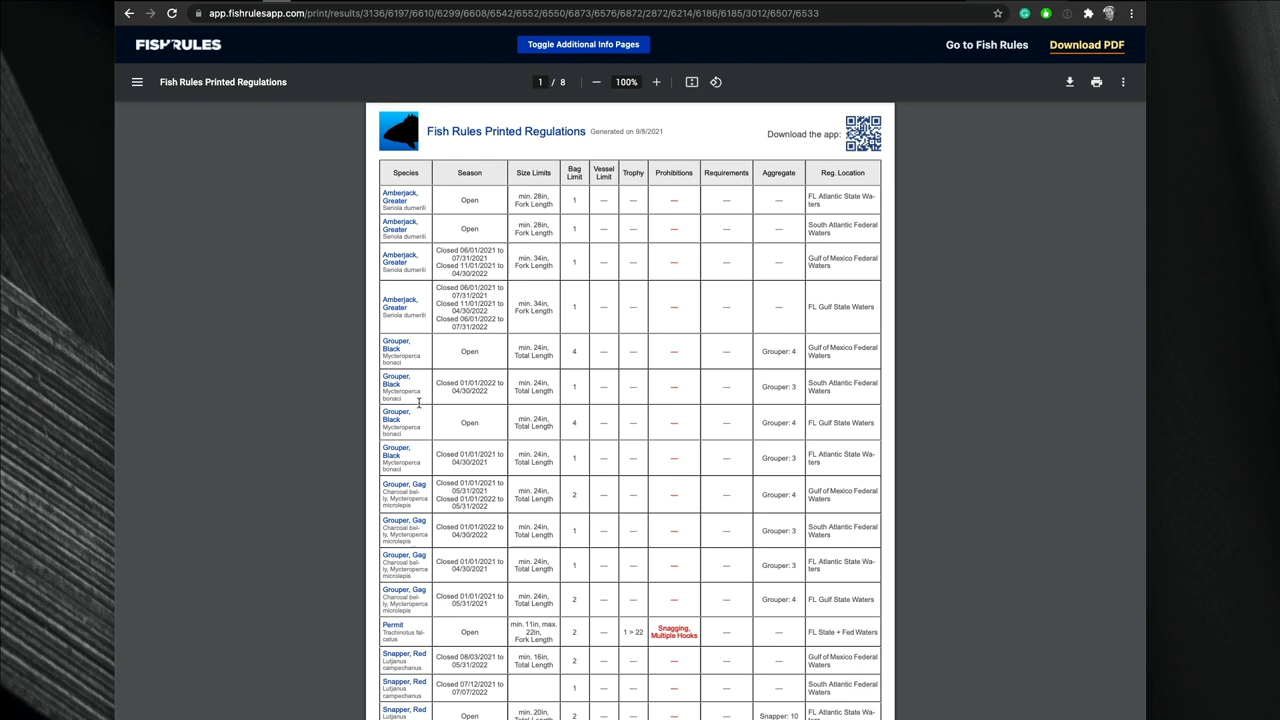 app.fishrulesapp.com/print/results/3136/6197/6610/6299/6608/6542/6552/6550/6873/6576/6872/2872/6214/6186/6185/3012/6507/6533
FISHRULES
Toggle Additional Info Pages
Go to Fish Rules
Download PDF
Fish Rules Printed Regulations
1 / 8
100%
Fish Rules Printed Regulations Generated on 9/8/2021
Download the app:
Species
Season
Size Limits
Bag
Limit
Vessel
Limit
Trophy
Prohibitions
Requirements
Aggregate
Reg. Location
Amberjack,
Greater
Seriola dumerili
Open
min. 28in,
Fork Length
1
—
—
—
—
—
FL Atlantic State Wa-
ters
Amberjack,
Greater
Seriola dumerili
Open
min. 28in,
Fork Length
1
—
—
—
—
—
South Atlantic Federal
Waters
Amberjack,
Greater
Seriola dumerili
Closed 06/01/2021 to
07/31/2021
Closed 11/01/2021 to
04/30/2022
min. 34in,
Fork Length
1
—
—
—
—
—
Gulf of Mexico Federal
Waters
Amberjack,
Greater
Seriola dumerili
Closed 06/01/2021 to
07/31/2021
Closed 11/01/2021 to
04/30/2022
Closed 06/01/2022 to
07/31/2022
min. 34in,
Fork Length
1
—
—
—
—
—
FL Gulf State Waters
Grouper,
Black
Mycteroperca
bonaci
Open
min. 24in,
Total Length
4
—
—
—
—
Grouper: 4
Gulf of Mexico Federal
Waters
Grouper,
Black
Mycteroperca
bonaci
Closed 01/01/2022 to
04/30/2022
min. 24in,
Total Length
1
—
—
—
—
Grouper: 3
South Atlantic Federal
Waters
Grouper,
Black
Mycteroperca
bonaci
Open
min. 24in,
Total Length
4
—
—
—
—
Grouper: 4
FL Gulf State Waters
Grouper,
Black
Mycteroperca
bonaci
Closed 01/01/2021 to
04/30/2021
min. 24in,
Total Length
1
—
—
—
—
Grouper: 3
FL Atlantic State Wa-
ters
Grouper, Gag
Charcoal bel-
ly, Mycteroperca
microlepis
Closed 01/01/2021 to
05/31/2021
Closed 01/01/2022 to
05/31/2022
min. 24in,
Total Length
2
—
—
—
—
Grouper: 4
Gulf of Mexico Federal
Waters
Grouper, Gag
Charcoal bel-
ly, Mycteroperca
microlepis
Closed 01/01/2022 to
04/30/2022
min. 24in,
Total Length
1
—
—
—
—
Grouper: 3
South Atlantic Federal
Waters
Grouper, Gag
Charcoal bel-
ly, Mycteroperca
microlepis
Closed 01/01/2021 to
04/30/2021
min. 24in,
Total Length
1
—
—
—
—
Grouper: 3
FL Atlantic State Wa-
ters
Grouper, Gag
Charcoal bel-
ly, Mycteroperca
microlepis
Closed 01/01/2021 to
05/31/2021
min. 24in,
Total Length
2
—
—
—
—
Grouper: 4
FL Gulf State Waters
Permit
Trachinotus fal-
catus
Open
min. 11in, max.
22in,
Fork Length
2
—
1 > 22
Snagging,
Multiple Hooks
—
—
FL State + Fed Waters
Snapper, Red
Lutjanus
campechanus
Closed 08/03/2021 to
05/31/2022
min. 16in,
Total Length
2
—
—
—
—
—
Gulf of Mexico Federal
Waters
Snapper, Red
Lutjanus
campechanus
Closed 07/12/2021 to
07/07/2022
1
—
—
—
—
—
South Atlantic Federal
Waters
Snapper, Red
Lutjanus
Open
min. 20in,
Total Length
2
—
—
—
—
Snapper: 10
FL Atlantic State Wa-
ters